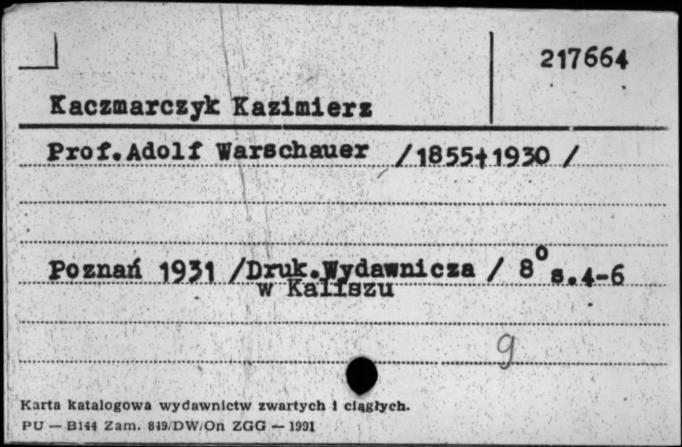 217664
Kaczmarczyk Kazimierz
Prof.Adolf Warschauer /1855†1930 /
Poznań 1931 /Druk.Wydawnicza / 8° s.4-6
w Kaliszu
g
Karta katalogowa wydawnictw zwartych i ciągłych.
PU — B144 Zam. 849/DW/On ZGG — 1991